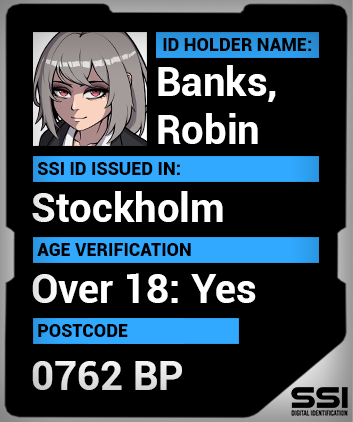 ID HOLDER NAME:
Banks,
Robin
SSI ID ISSUED IN:
Stockholm
AGE VERIFICATION
Over 18: Yes
POSTCODE
0762 BP
SSI
DIGITAL IDENTIFICATION